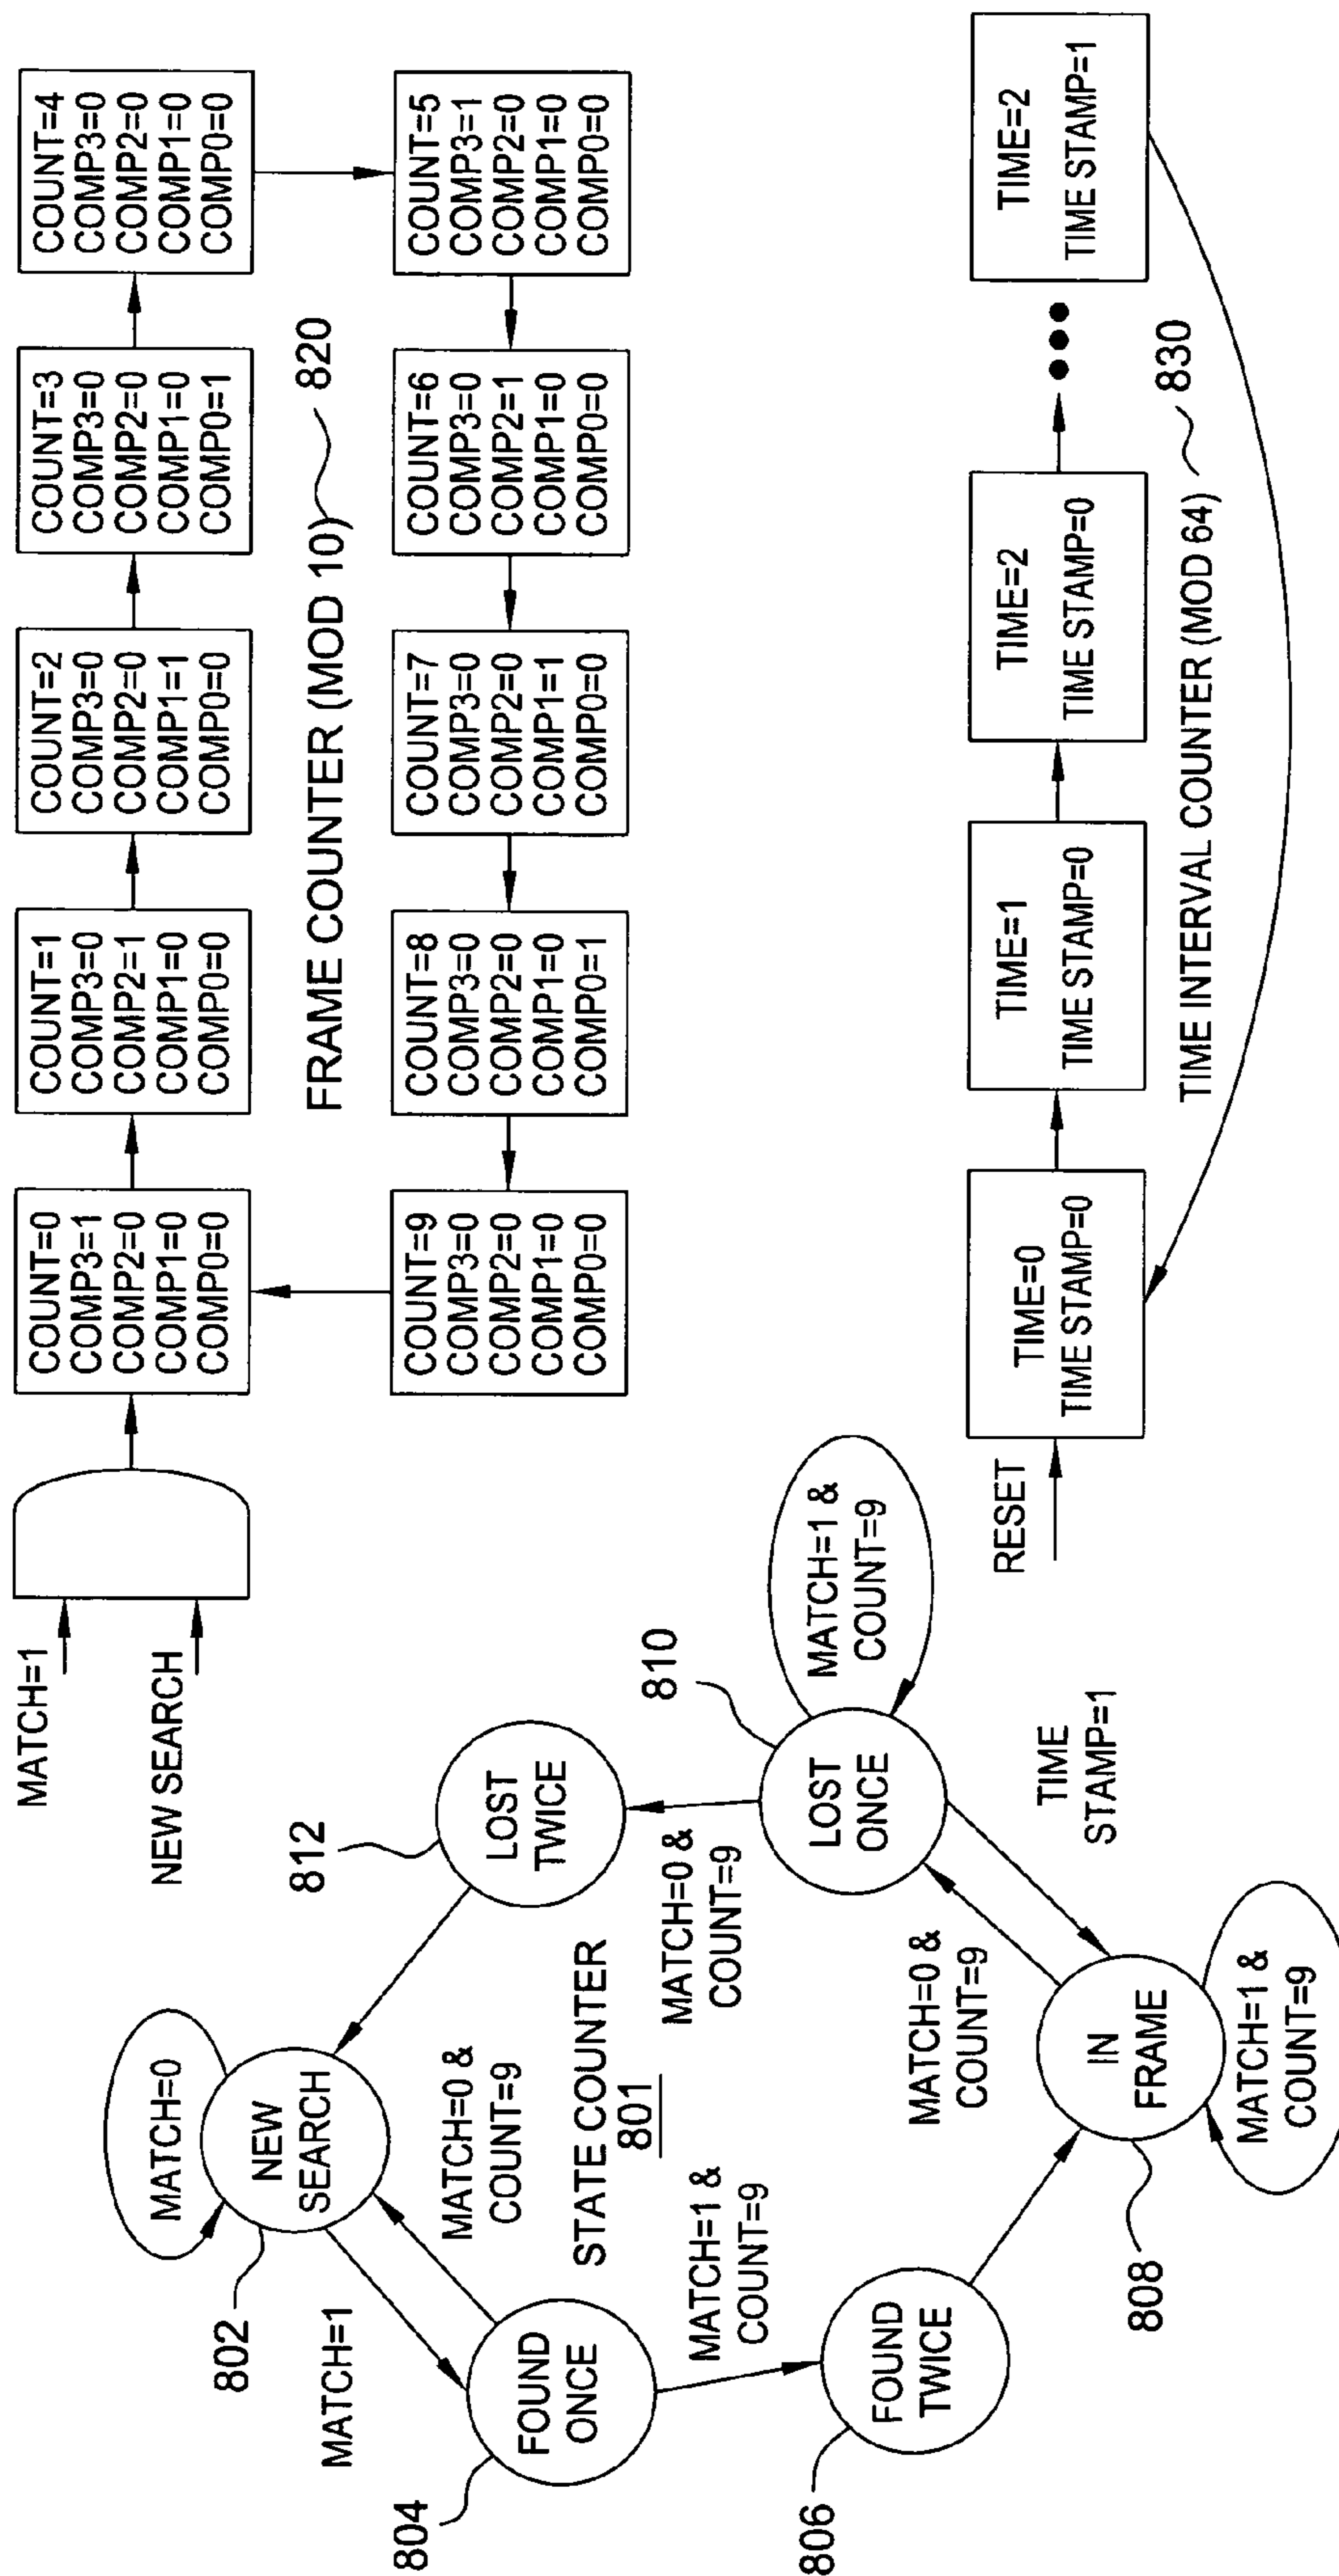 MATCH=1
NEW SEARCH
COUNT=0
COMP3=1
COMP2=0
COMP1=0
COMP0=0
COUNT=1
COMP3=0
COMP2=1
COMP1=0
COMP0=0
COUNT=2
COMP3=0
COMP2=0
COMP1=1
COMP0=0
COUNT=3
COMP3=0
COMP2=0
COMP1=0
COMP0=1
COUNT=4
COMP3=0
COMP2=0
COMP1=0
COMP0=0
FRAME COUNTER (MOD 10)
820
COUNT=9
COMP3=0
COMP2=0
COMP1=0
COMP0=0
COUNT=8
COMP3=0
COMP2=0
COMP1=0
COMP0=1
COUNT=7
COMP3=0
COMP2=0
COMP1=1
COMP0=0
COUNT=6
COMP3=0
COMP2=1
COMP1=0
COMP0=0
COUNT=5
COMP3=1
COMP2=0
COMP1=0
COMP0=0
MATCH=0
802
NEW
SEARCH
812
LOST
TWICE
MATCH=1
MATCH=0 &
COUNT=9
804
FOUND
ONCE
STATE COUNTER
801
MATCH=0 &
COUNT=9
810
LOST
ONCE
MATCH=1 &
COUNT=9
MATCH=1 &
COUNT=9
806
FOUND
TWICE
MATCH=0 &
COUNT=9
TIME
STAMP=1
808
IN
FRAME
MATCH=1 &
COUNT=9
RESET
TIME=0
TIME STAMP=0
TIME=1
TIME STAMP=0
TIME=2
TIME STAMP=0
TIME=2
TIME STAMP=1
TIME INTERVAL COUNTER (MOD 64)
830